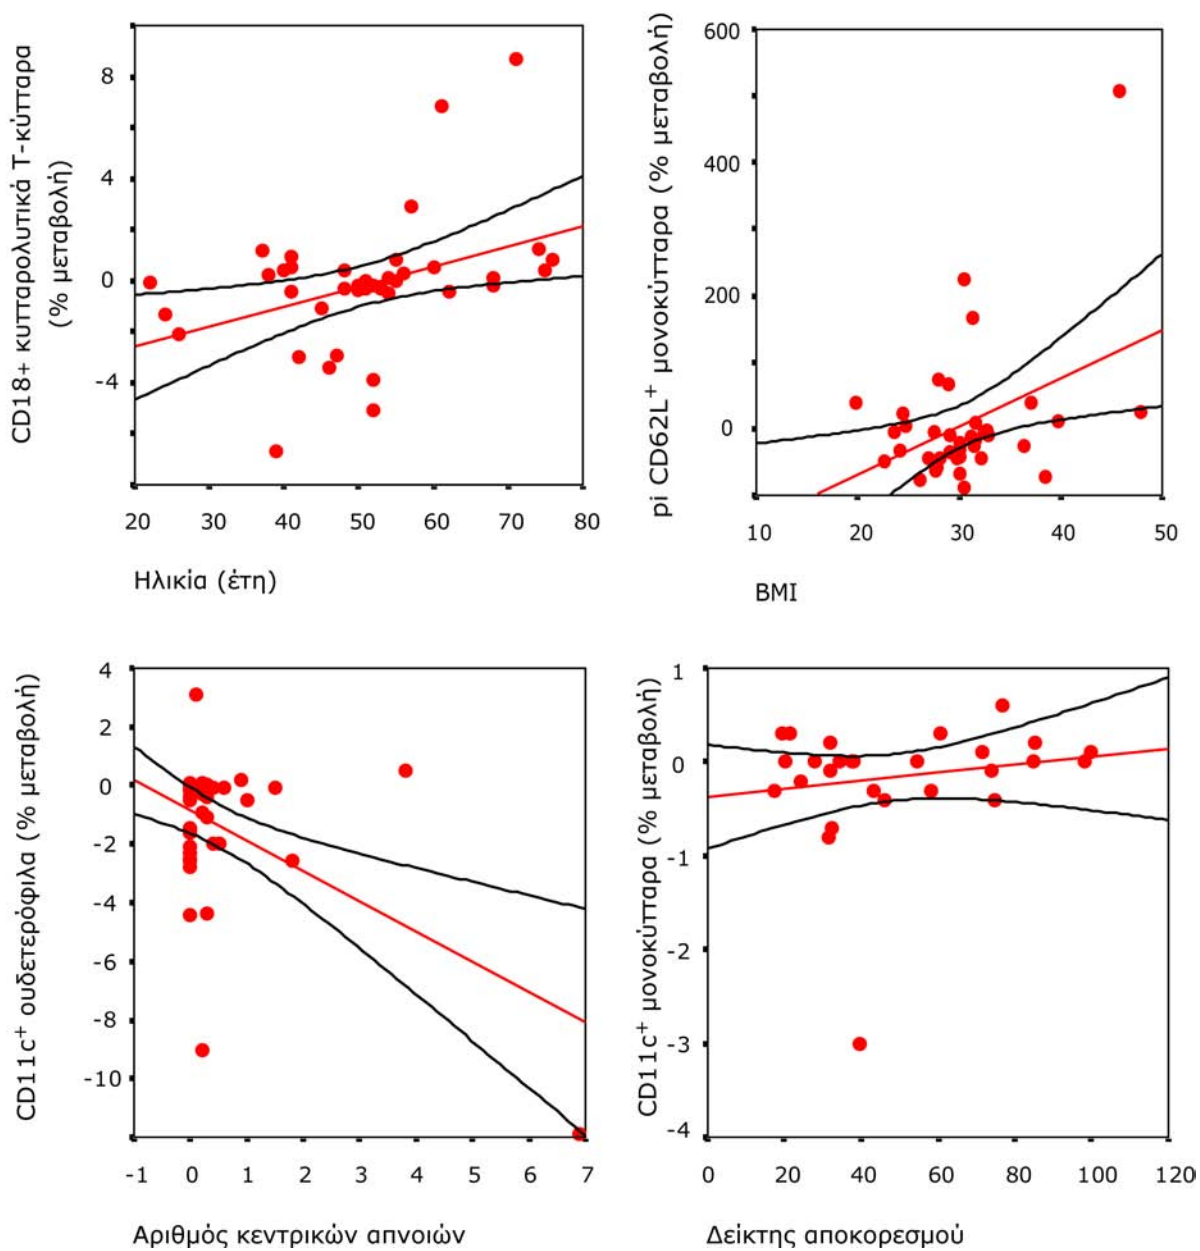 CD18+ κυτταρολυτικά Τ-κύτταρα
(% μεταβολή)
8
4
0
-4
20 30 40 50 60 70 80
Ηλικία (έτη)
pi CD62L⁺ μονοκύτταρα (% μεταβολή)
600
400
200
0
10 20 30 40 50
BMI
CD11c⁺ ουδετερόφιλα (% μεταβολή)
4
2
0
-2
-4
-6
-8
-10
-1 0 1 2 3 4 5 6 7
Αριθμός κεντρικών απνοιών
CD11c⁺ μονοκύτταρα (% μεταβολή)
1
0
-1
-2
-3
-4
0 20 40 60 80 100 120
Δείκτης αποκορεσμού